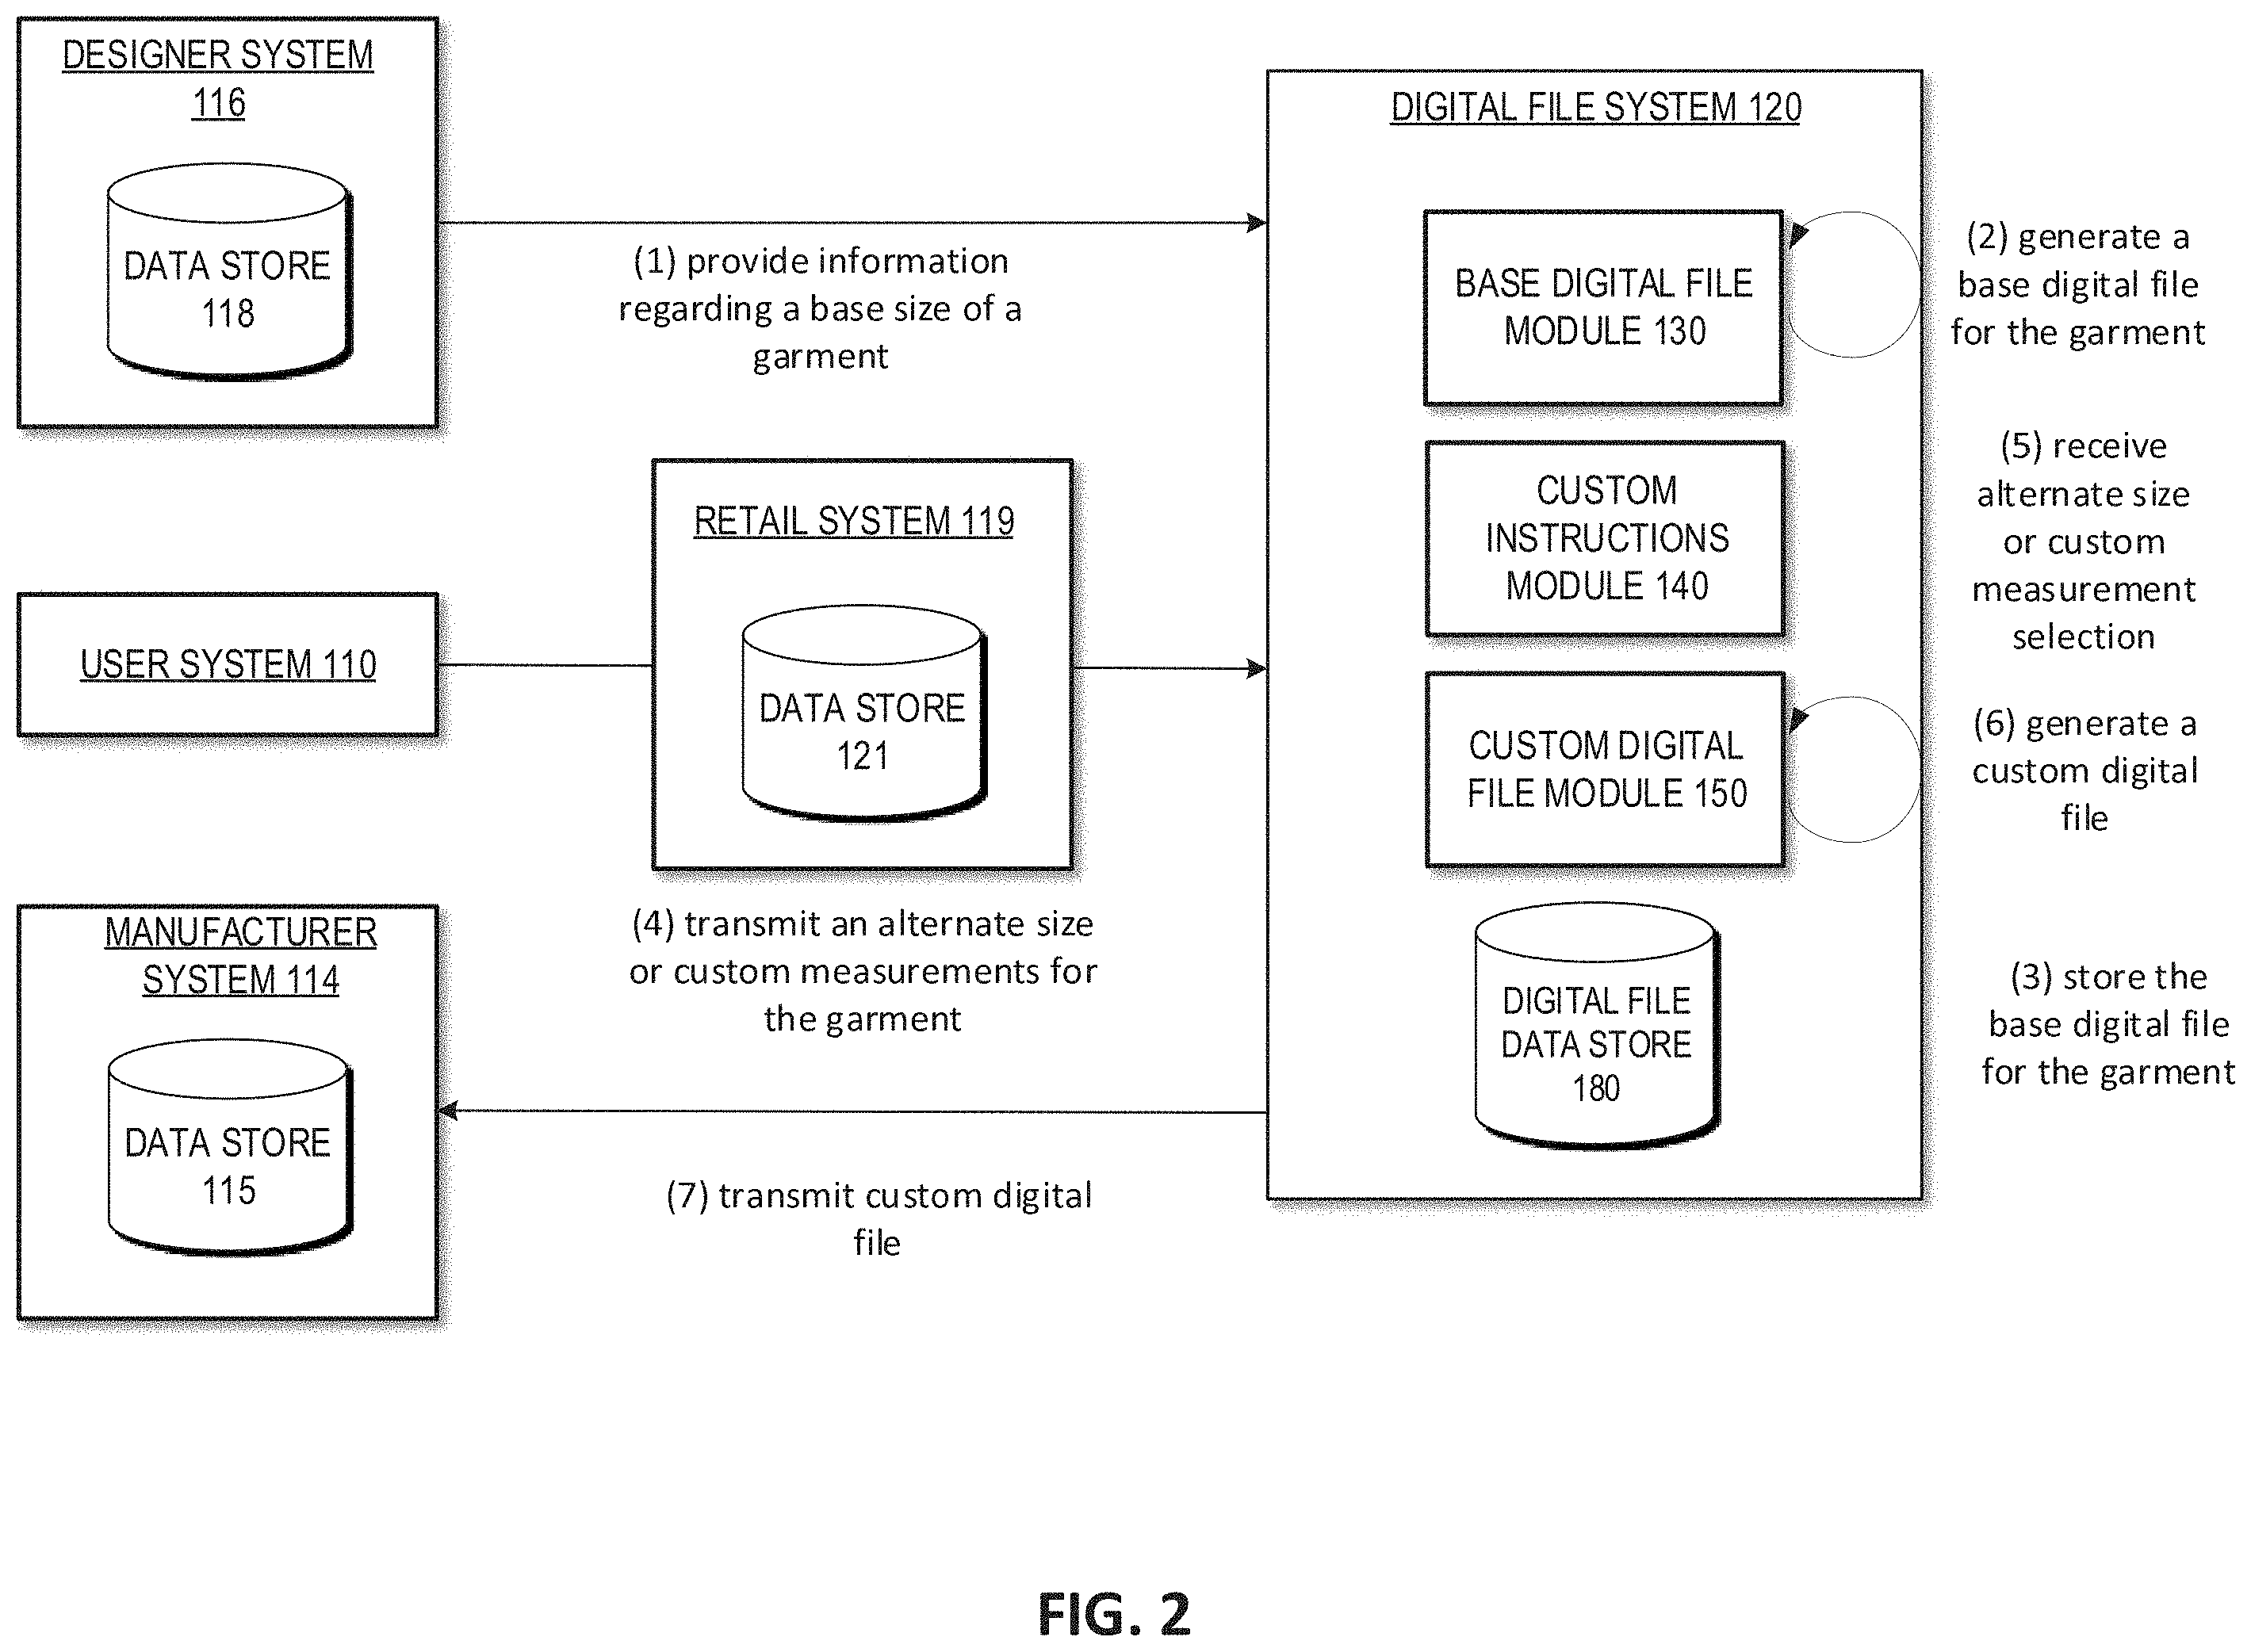 DESIGNER SYSTEM
116
DATA STORE
118
(1) provide information
regarding a base size of a
garment
DIGITAL FILE SYSTEM 120
BASE DIGITAL FILE
MODULE 130
(2) generate a
base digital file
for the garment
CUSTOM
INSTRUCTIONS
MODULE 140
(5) receive
alternate size
or custom
measurement
selection
RETAIL SYSTEM 119
DATA STORE
121
USER SYSTEM 110
CUSTOM DIGITAL
FILE MODULE 150
(6) generate a
custom digital
file
(4) transmit an alternate size
or custom measurements for
the garment
MANUFACTURER
SYSTEM 114
DATA STORE
115
DIGITAL FILE
DATA STORE
180
(3) store the
base digital file
for the garment
(7) transmit custom digital
file
FIG. 2